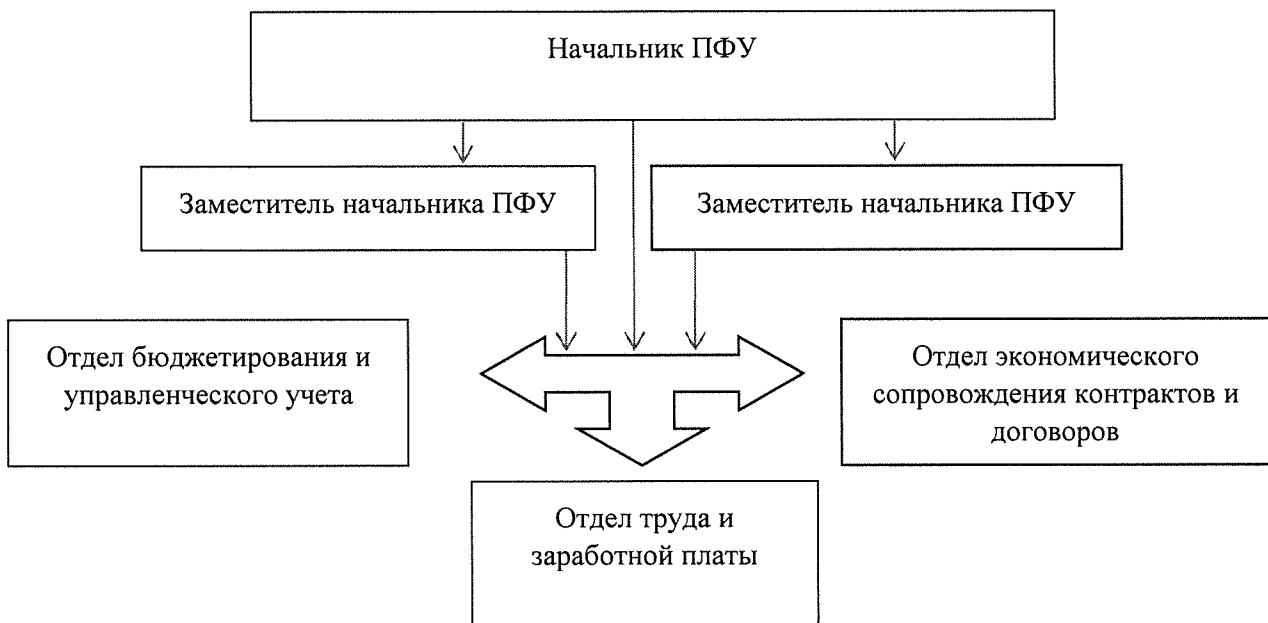 Начальник ПФУ
Заместитель начальника ПФУ
Заместитель начальника ПФУ
Отдел бюджетирования и
управленческого учета
Отдел экономического
сопровождения контрактов и
договоров
Отдел труда и
заработной платы